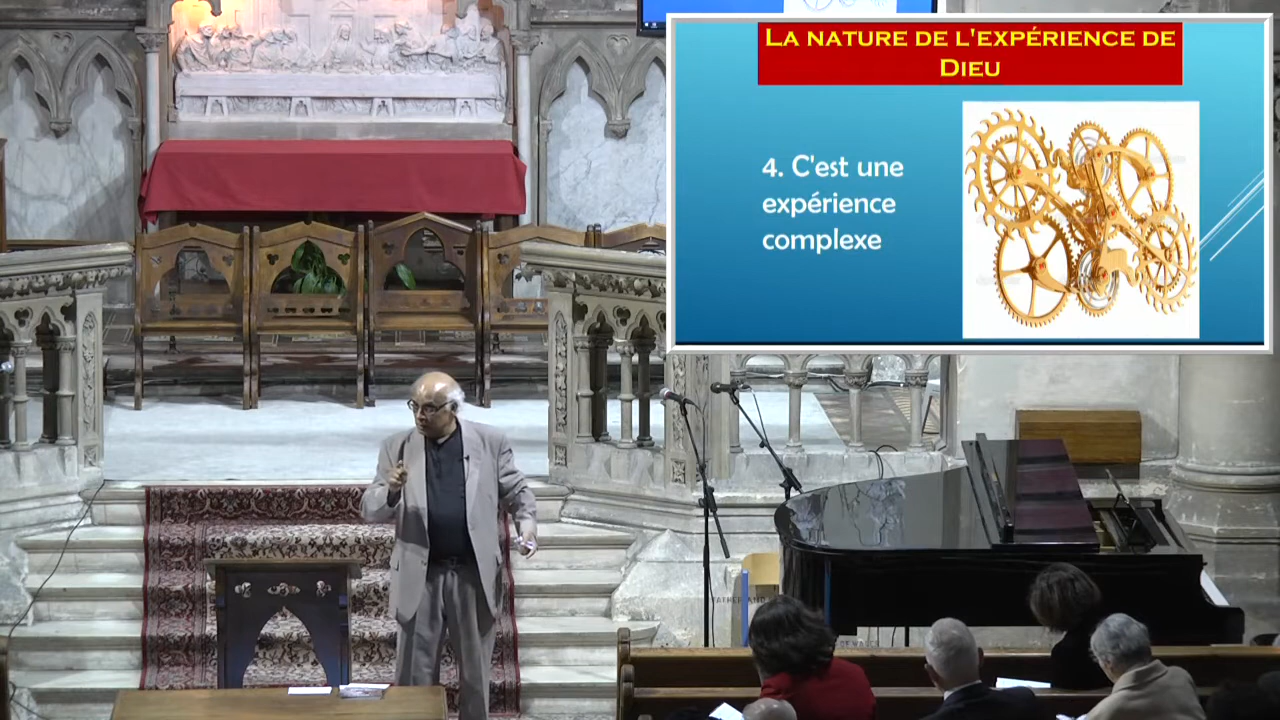 LA NATURE DE L'EXPÉRIENCE DE
DIEU
4. C'est une
expérience
complexe